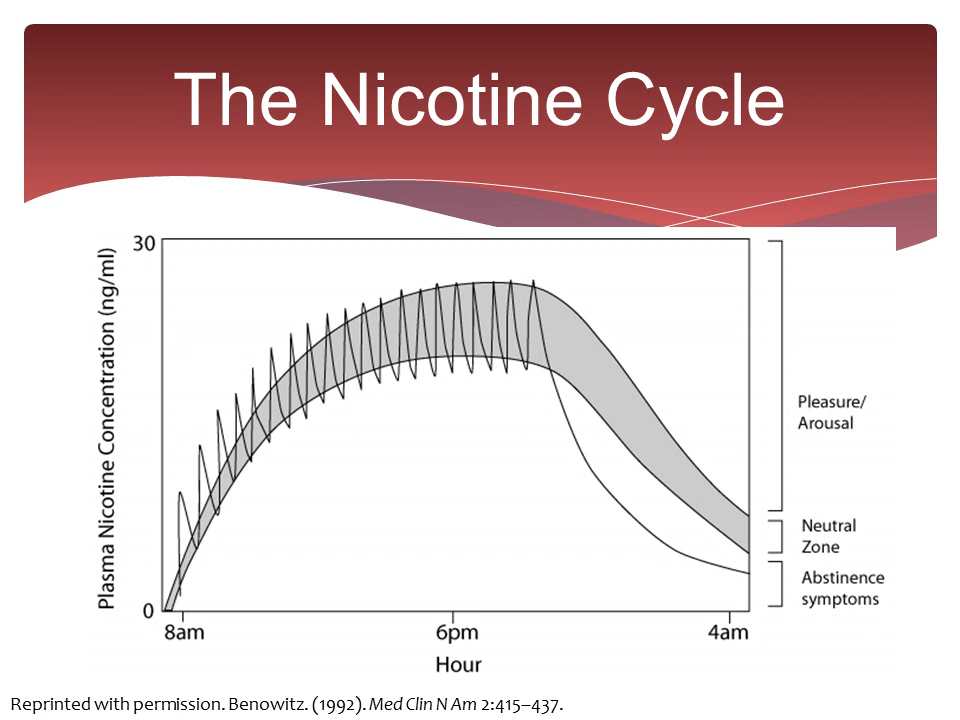 The Nicotine Cycle
30
Plasma Nicotine Concentration (ng/ml)
Pleasure/
Arousal
Neutral
Zone
Abstinence
symptoms
0
8am
6pm
4am
Hour
Reprinted with permission. Benowitz. (1992). Med Clin N Am 2:415–437.